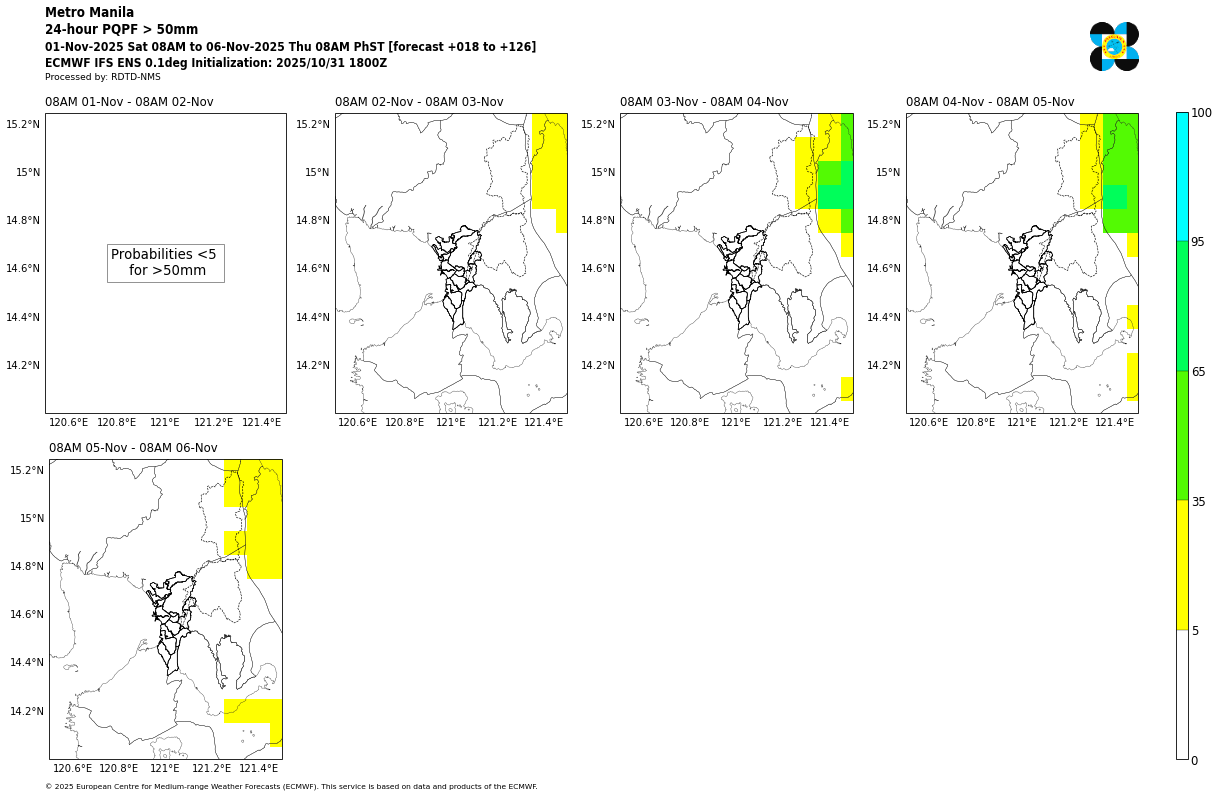 Metro Manila
24-hour PQPF > 50mm
01-Nov-2025 Sat 08AM to 06-Nov-2025 Thu 08AM PhST [forecast +018 to +126]
ECMWF IFS ENS 0.1deg Initialization: 2025/10/31 1800Z
Processed by: RDTD-NMS
08AM 01-Nov - 08AM 02-Nov
08AM 02-Nov - 08AM 03-Nov
08AM 03-Nov - 08AM 04-Nov
08AM 04-Nov - 08AM 05-Nov
15.2°N
15°N
14.8°N
14.6°N
14.4°N
14.2°N
Probabilities <5
for >50mm
120.6°E 120.8°E 121°E 121.2°E 121.4°E
15.2°N
15°N
14.8°N
14.6°N
14.4°N
14.2°N
120.6°E 120.8°E 121°E 121.2°E 121.4°E
15.2°N
15°N
14.8°N
14.6°N
14.4°N
14.2°N
120.6°E 120.8°E 121°E 121.2°E 121.4°E
15.2°N
15°N
14.8°N
14.6°N
14.4°N
14.2°N
120.6°E 120.8°E 121°E 121.2°E 121.4°E
100
95
65
35
5
0
08AM 05-Nov - 08AM 06-Nov
15.2°N
15°N
14.8°N
14.6°N
14.4°N
14.2°N
120.6°E 120.8°E 121°E 121.2°E 121.4°E
© 2025 European Centre for Medium-range Weather Forecasts (ECMWF). This service is based on data and products of the ECMWF.